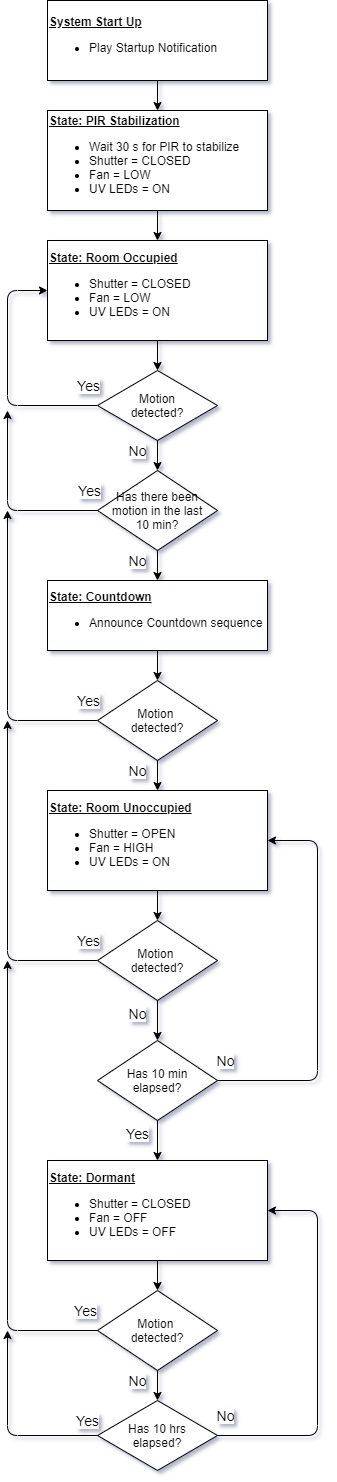 System Start Up
• Play Startup Notification
State: PIR Stabilization
• Wait 30 s for PIR to stabilize
• Shutter = CLOSED
• Fan = LOW
• UV LEDs = ON
State: Room Occupied
• Shutter = CLOSED
• Fan = LOW
• UV LEDs = ON
Yes
Motion
detected?
No
Yes
Has there been
motion in the last
10 min?
No
State: Countdown
• Announce Countdown sequence
Yes
Motion
detected?
No
State: Room Unoccupied
• Shutter = OPEN
• Fan = HIGH
• UV LEDs = ON
Yes
Motion
detected?
No
Has 10 min
elapsed?
No
Yes
State: Dormant
• Shutter = CLOSED
• Fan = OFF
• UV LEDs = OFF
Yes
Motion
detected?
No
Yes
Has 10 hrs
elapsed?
No